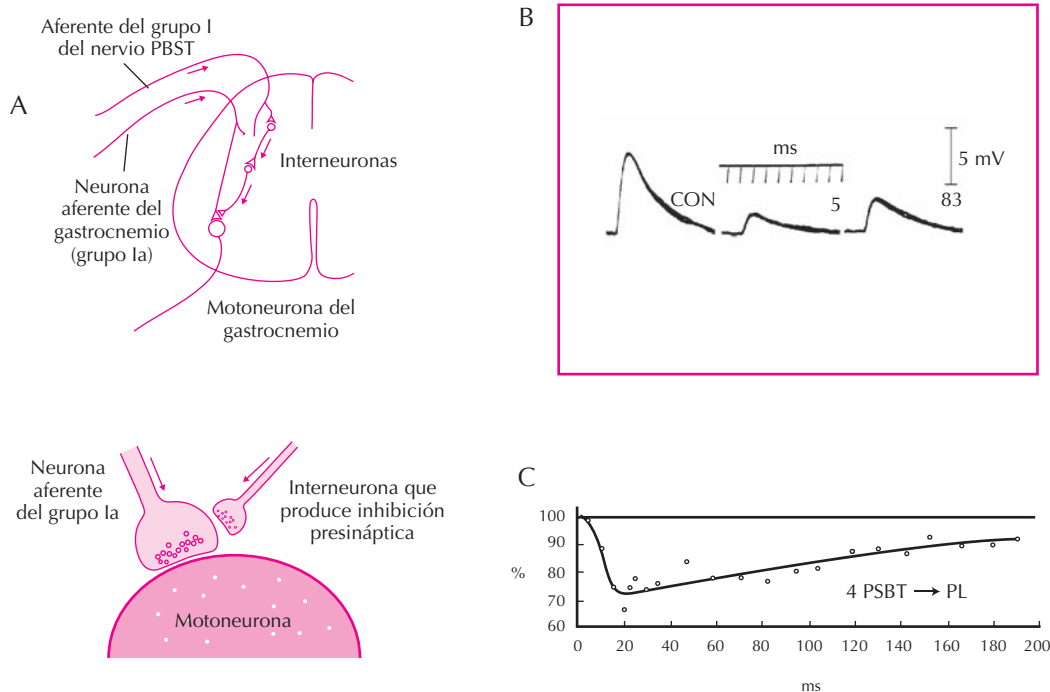 Aferente del grupo I
del nervio PBST
A
Neurona
aferente del
gastrocnemio
(grupo Ia)
Interneuronas
Motoneurona del
gastrocnemio
Neurona
aferente
del grupo Ia
Interneurona que
produce inhibición
presináptica
Motoneurona
B
ms
5 mV
CON
5
83
C
100
90
%
80
70
60
4 PSBT → PL
0 20 40 60 80 100 120 140 160 180 200
ms